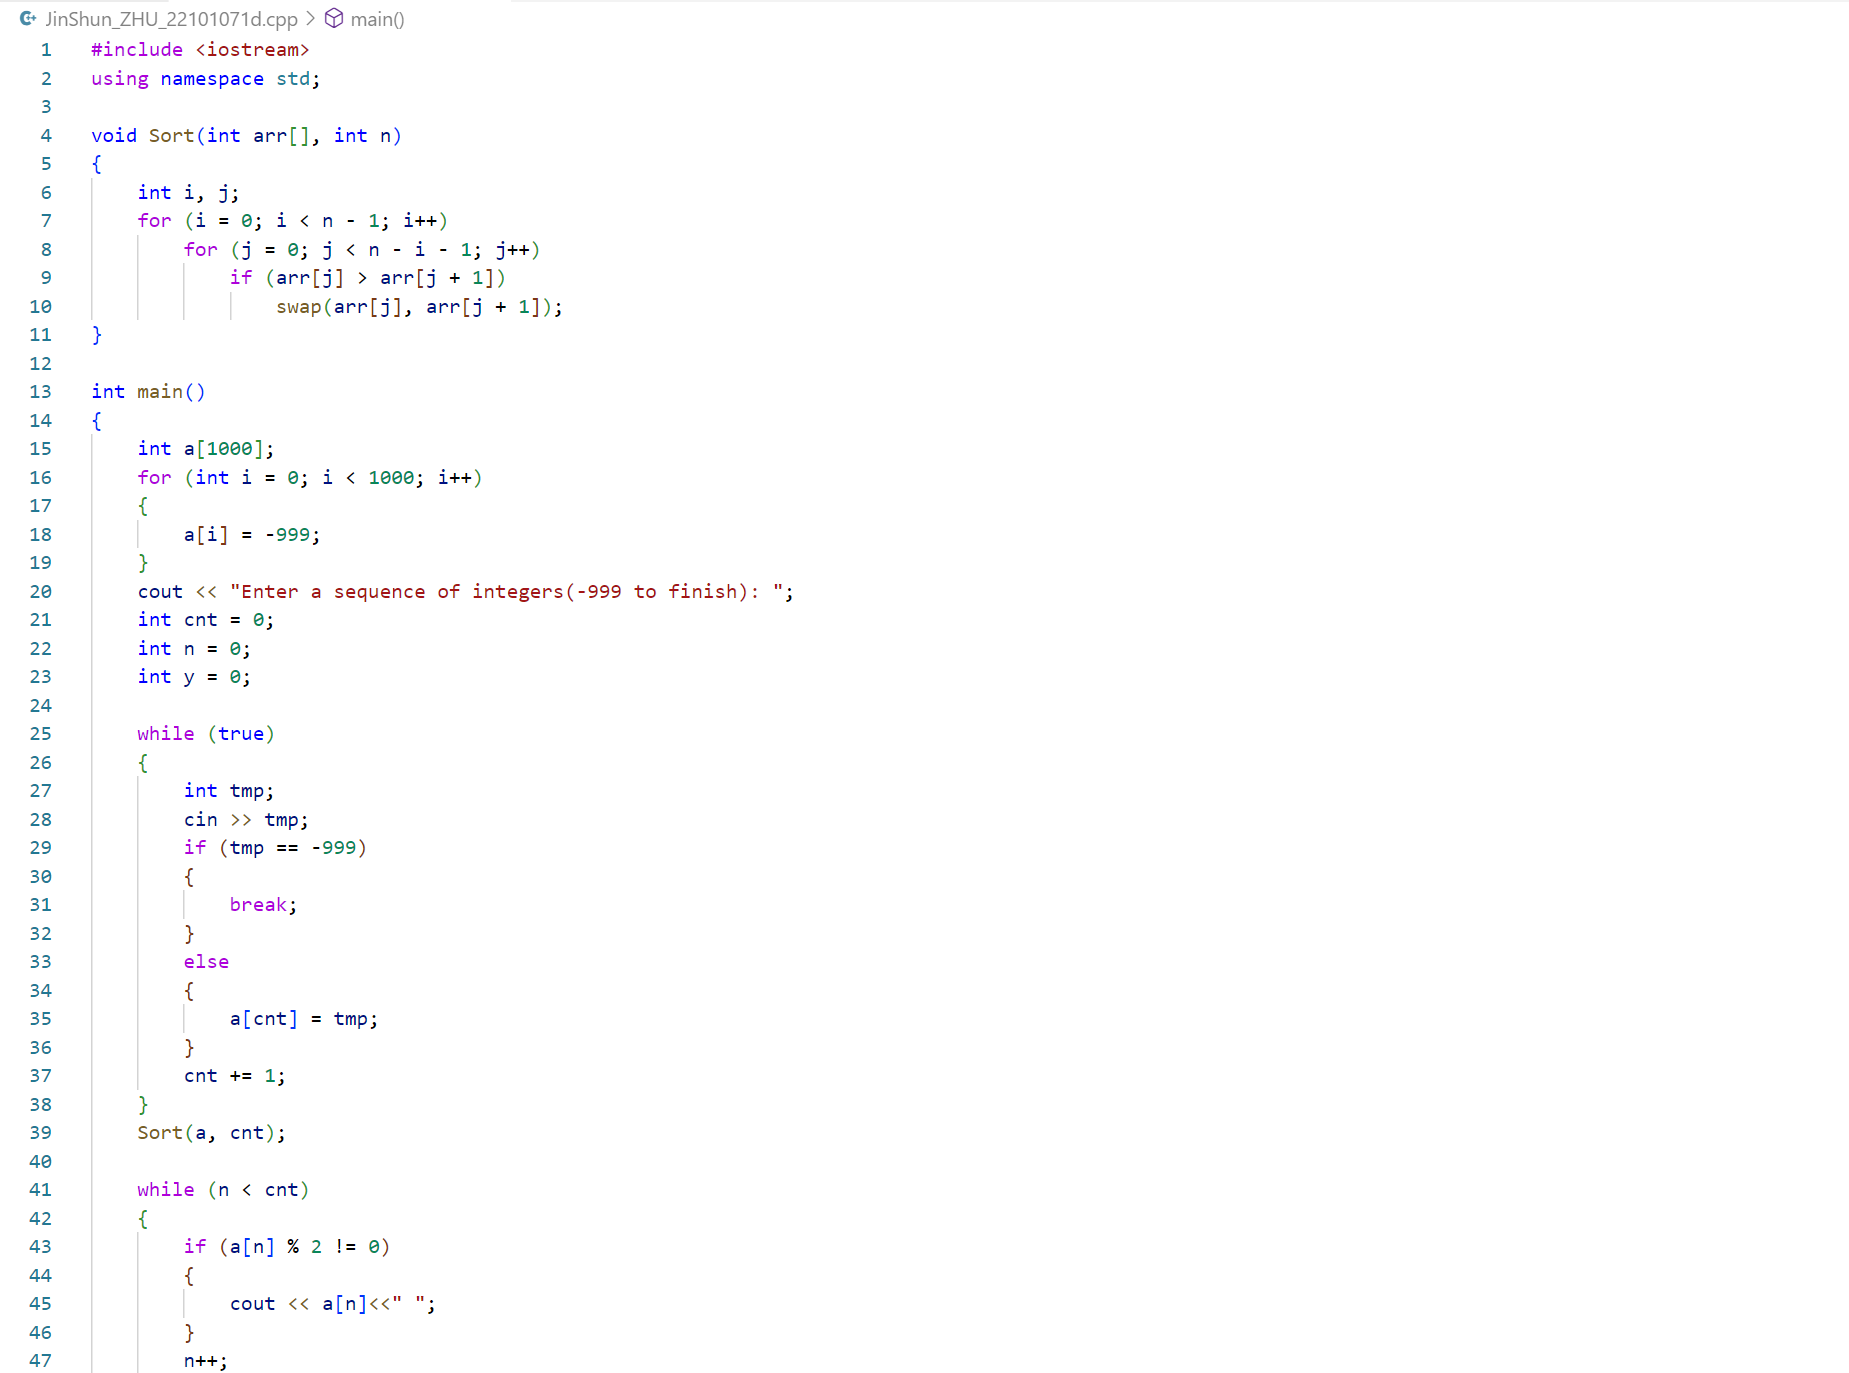 JinShun_ZHU_22101071d.cpp > main()
1 #include <iostream>
2 using namespace std;
3
4 void Sort(int arr[], int n)
5 {
6     int i, j;
7     for (i = 0; i < n - 1; i++)
8         for (j = 0; j < n - i - 1; j++)
9             if (arr[j] > arr[j + 1])
10                 swap(arr[j], arr[j + 1]);
11 }
12
13 int main()
14 {
15     int a[1000];
16     for (int i = 0; i < 1000; i++)
17     {
18         a[i] = -999;
19     }
20     cout << "Enter a sequence of integers(-999 to finish): ";
21     int cnt = 0;
22     int n = 0;
23     int y = 0;
24
25     while (true)
26     {
27         int tmp;
28         cin >> tmp;
29         if (tmp == -999)
30         {
31             break;
32         }
33         else
34         {
35             a[cnt] = tmp;
36         }
37         cnt += 1;
38     }
39     Sort(a, cnt);
40
41     while (n < cnt)
42     {
43         if (a[n] % 2 != 0)
44         {
45             cout << a[n]<<" ";
46         }
47         n++;